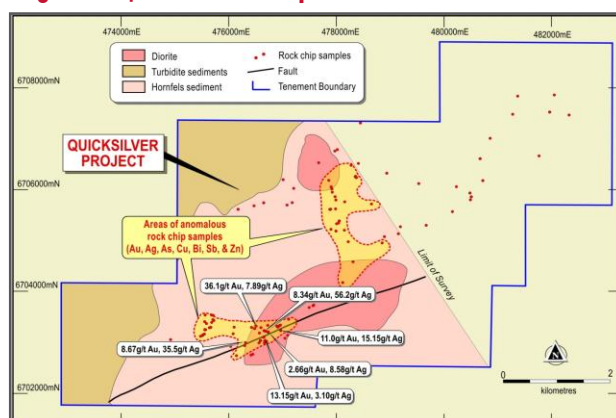 474000mE
476000mE
478000mE
480000mE
482000mE
6708000mN
6706000mN
6704000mN
6702000mN
Diorite
Turbidite sediments
Hornfels sediment
Rock chip samples
Fault
Tenement Boundary
QUICKSILVER
PROJECT
Areas of anomalous
rock chip samples
(Au, Ag, As, Cu, Bi, Sb, & Zn)
Limit of Survey
36.1g/t Au, 7.89g/t Ag
8.34g/t Au, 56.2g/t Ag
11.0g/t Au, 15.15g/t Ag
8.67g/t Au, 35.5g/t Ag
2.66g/t Au, 8.58g/t Ag
13.15g/t Au, 3.10g/t Ag
N
0
2
kilometres